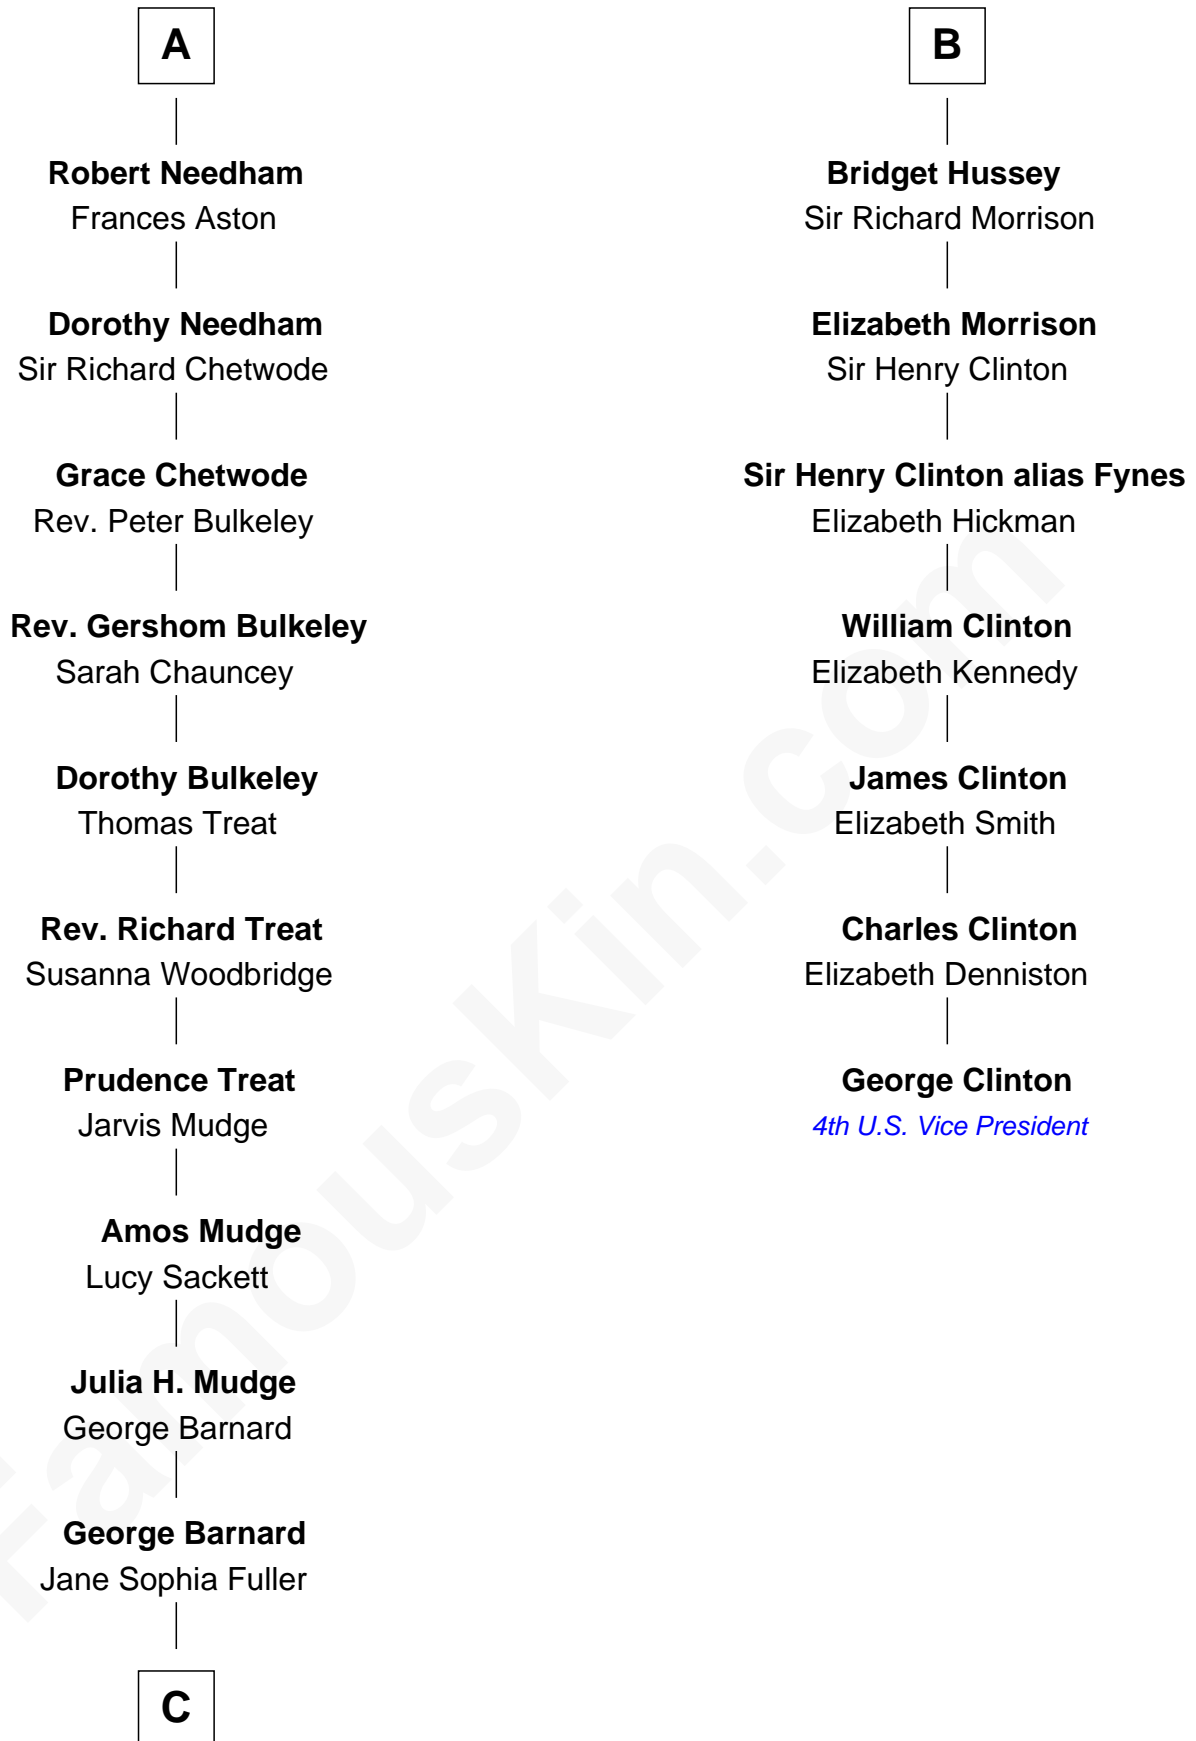 A
Robert Needham
Frances Aston
Dorothy Needham
Sir Richard Chetwode
Grace Chetwode
Rev. Peter Bulkeley
Rev. Gershom Bulkeley
Sarah Chauncey
Dorothy Bulkeley
Thomas Treat
Rev. Richard Treat
Susanna Woodbridge
Prudence Treat
Jarvis Mudge
Amos Mudge
Lucy Sackett
Julia H. Mudge
George Barnard
George Barnard
Jane Sophia Fuller
C
B
Bridget Hussey
Sir Richard Morrison
Elizabeth Morrison
Sir Henry Clinton
Sir Henry Clinton alias Fynes
Elizabeth Hickman
William Clinton
Elizabeth Kennedy
James Clinton
Elizabeth Smith
Charles Clinton
Elizabeth Denniston
George Clinton
4th U.S. Vice President
FamousKin.com